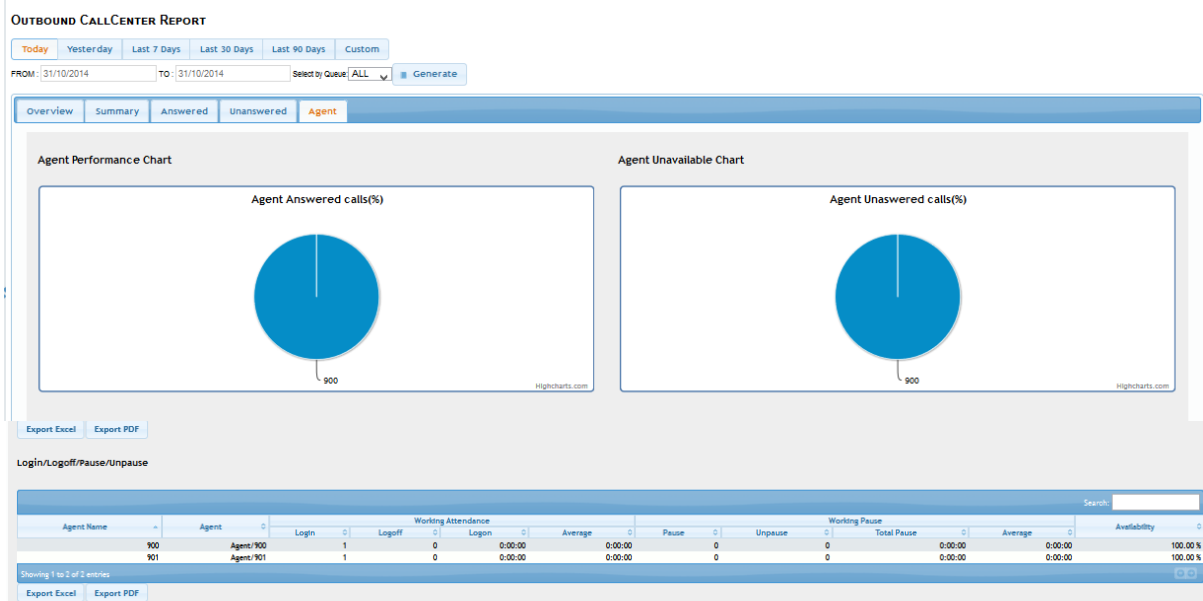 OUTBOUND CALLCENTER REPORT
Today Yesterday Last 7 Days Last 30 Days Last 90 Days Custom
FROM : 31/10/2014 TO : 31/10/2014 Select by Queue: ALL Generate
Overview Summary Answered Unanswered Agent
Agent Performance Chart Agent Unavailable Chart
Agent Answered calls(%) Agent Unaswered calls(%)
900 900
Highcharts.com Highcharts.com
Export Excel Export PDF
Login/Logoff/Pause/Unpause
Search:
Agent Name Agent Working Attendance Working Pause Availability
Login Logoff Logon Average Pause Unpause Total Pause Average
900 Agent/900 1 0 0:00:00 0:00:00 0 0 0:00:00 0:00:00 100.00 %
901 Agent/901 1 0 0:00:00 0:00:00 0 0 0:00:00 0:00:00 100.00 %
Showing 1 to 2 of 2 entries
Export Excel Export PDF